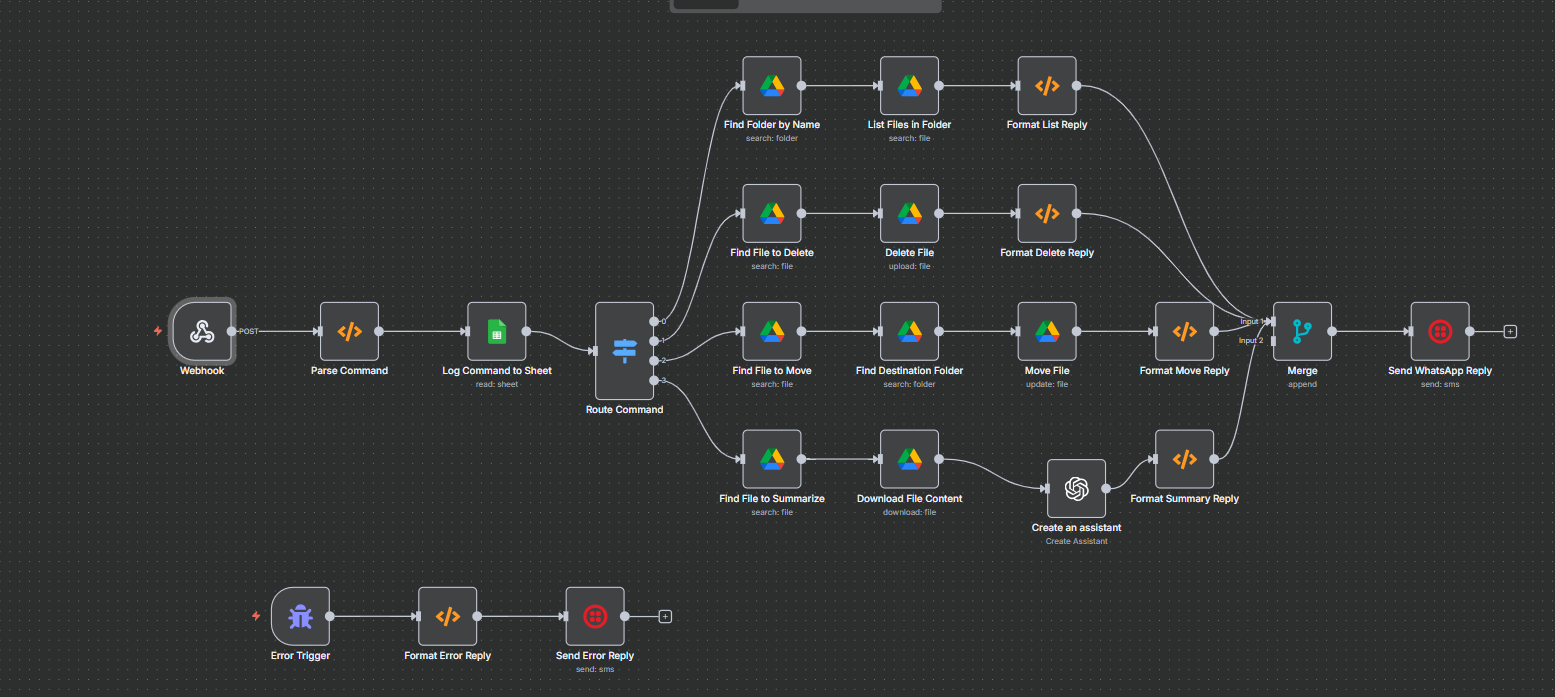 Find Folder by Name
search: folder
List Files in Folder
search: file
Format List Reply
Find File to Delete
search: file
Delete File
upload: file
Format Delete Reply
POST
Webhook
Parse Command
Log Command to Sheet
read: sheet
0
1
2
3
Route Command
Find File to Move
search: file
Find Destination Folder
search: folder
Move File
update: file
Format Move Reply
Input 1
Input 2
Merge
append
Send WhatsApp Reply
send: sms
Find File to Summarize
search: file
Download File Content
download: file
Create an assistant
Create Assistant
Format Summary Reply
Error Trigger
Format Error Reply
Send Error Reply
send: sms